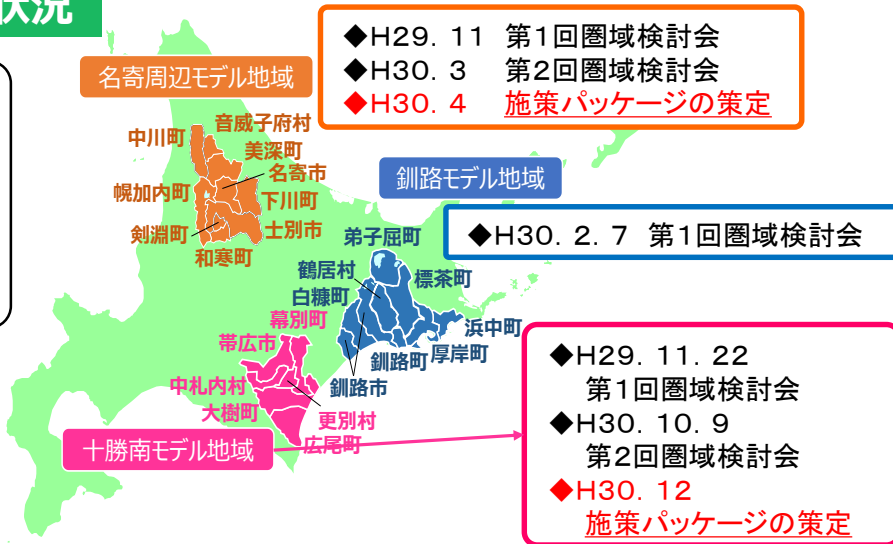 状況
◆H29. 11 第1回圏域検討会
◆H30. 3 第2回圏域検討会
◆H30. 4 施策パッケージの策定
名寄周辺モデル地域
音威子府村
中川町
美深町
名寄市
幌加内町
下川町
剣淵町
士別市
和寒町
釧路モデル地域
◆H30. 2. 7 第1回圏域検討会
弟子屈町
鶴居村
標茶町
白糠町
浜中町
厚岸町
釧路町
釧路市
幕別町
帯広市
中札内村
大樹町
更別村
広尾町
十勝南モデル地域
◆H29. 11. 22
第1回圏域検討会
◆H30. 10. 9
第2回圏域検討会
◆H30. 12
施策パッケージの策定